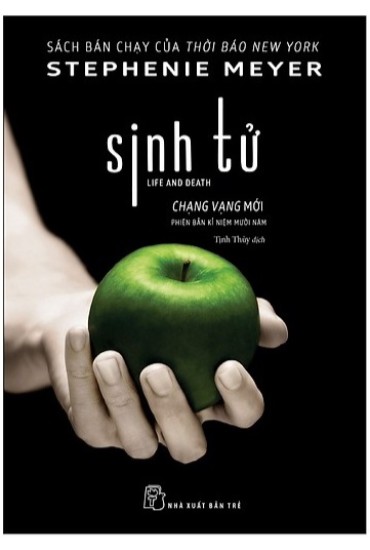 SÁCH BÁN CHẠY CỦA THỜI BÁO NEW YORK
STEPHENIE MEYER
sinh tử
LIFE AND DEATH
CHẠNG VẠNG MỚI
PHIÊN BẢN KỈ NIỆM MƯỜI NĂM
Tịnh Thủy dịch
NHÀ XUẤT BẢN TRẺ